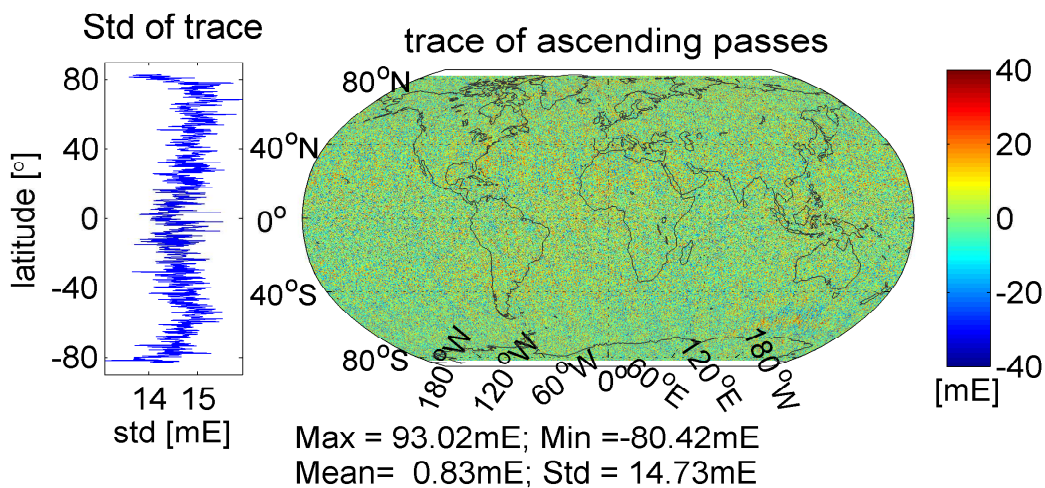 Std of trace
80
40
0
-40
-80
latitude [°]
14 15
std [mE]
trace of ascending passes
80°N
40°N
0°
40°S
80°S
180°W
120°W
60°W
0°
60°E
120°E
180°W
40
20
0
-20
-40
[mE]
Max = 93.02mE; Min =-80.42mE
Mean=  0.83mE; Std = 14.73mE